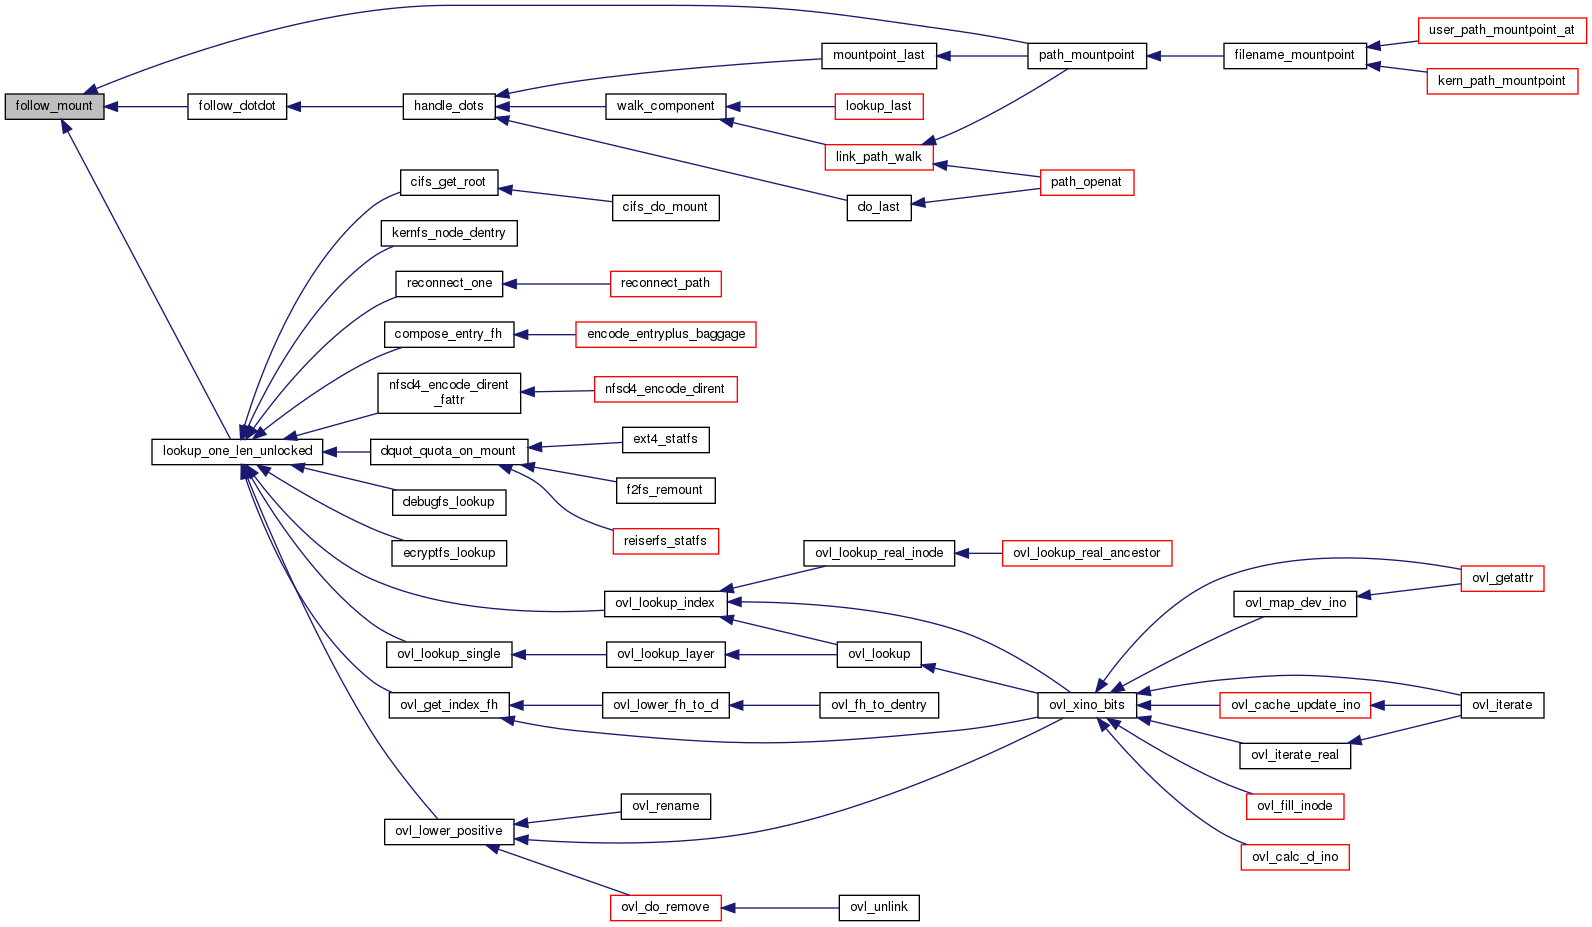 follow_mount
follow_dotdot
handle_dots
mountpoint_last
path_mountpoint
filename_mountpoint
user_path_mountpoint_at
kern_path_mountpoint
walk_component
lookup_last
link_path_walk
path_openat
do_last
cifs_get_root
cifs_do_mount
kernfs_node_dentry
reconnect_one
reconnect_path
compose_entry_fh
encode_entryplus_baggage
nfsd4_encode_dirent
_fattr
nfsd4_encode_dirent
lookup_one_len_unlocked
dquot_quota_on_mount
ext4_statfs
f2fs_remount
reiserfs_statfs
debugfs_lookup
ecryptfs_lookup
ovl_lookup_real_inode
ovl_lookup_real_ancestor
ovl_lookup_index
ovl_lookup_single
ovl_lookup_layer
ovl_lookup
ovl_get_index_fh
ovl_lower_fh_to_d
ovl_fh_to_dentry
ovl_xino_bits
ovl_getattr
ovl_map_dev_ino
ovl_cache_update_ino
ovl_iterate
ovl_iterate_real
ovl_fill_inode
ovl_calc_d_ino
ovl_lower_positive
ovl_rename
ovl_do_remove
ovl_unlink